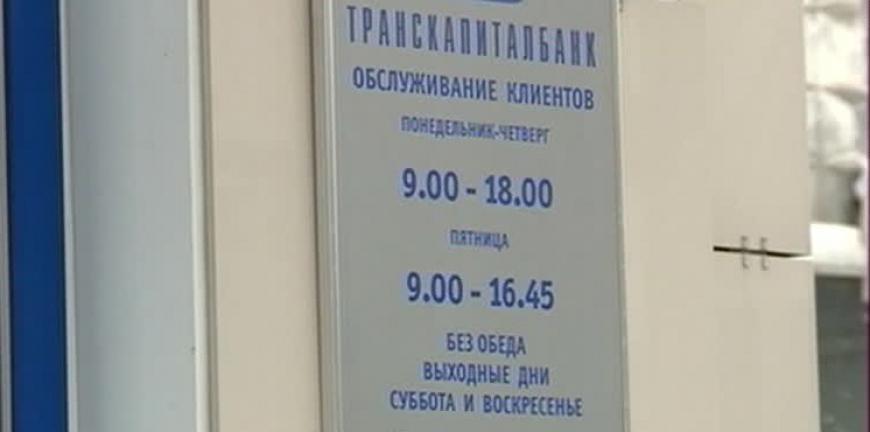 ТРАНСКАПИТАЛБАНК
ОБСЛУЖИВАНИЕ КЛИЕНТОВ
ПОНЕДЕЛЬНИК-ЧЕТВЕРГ
9.00 - 18.00
ПЯТНИЦА
9.00 - 16.45
БЕЗ ОБЕДА
ВЫХОДНЫЕ ДНИ
СУББОТА И ВОСКРЕСЕНЬЕ